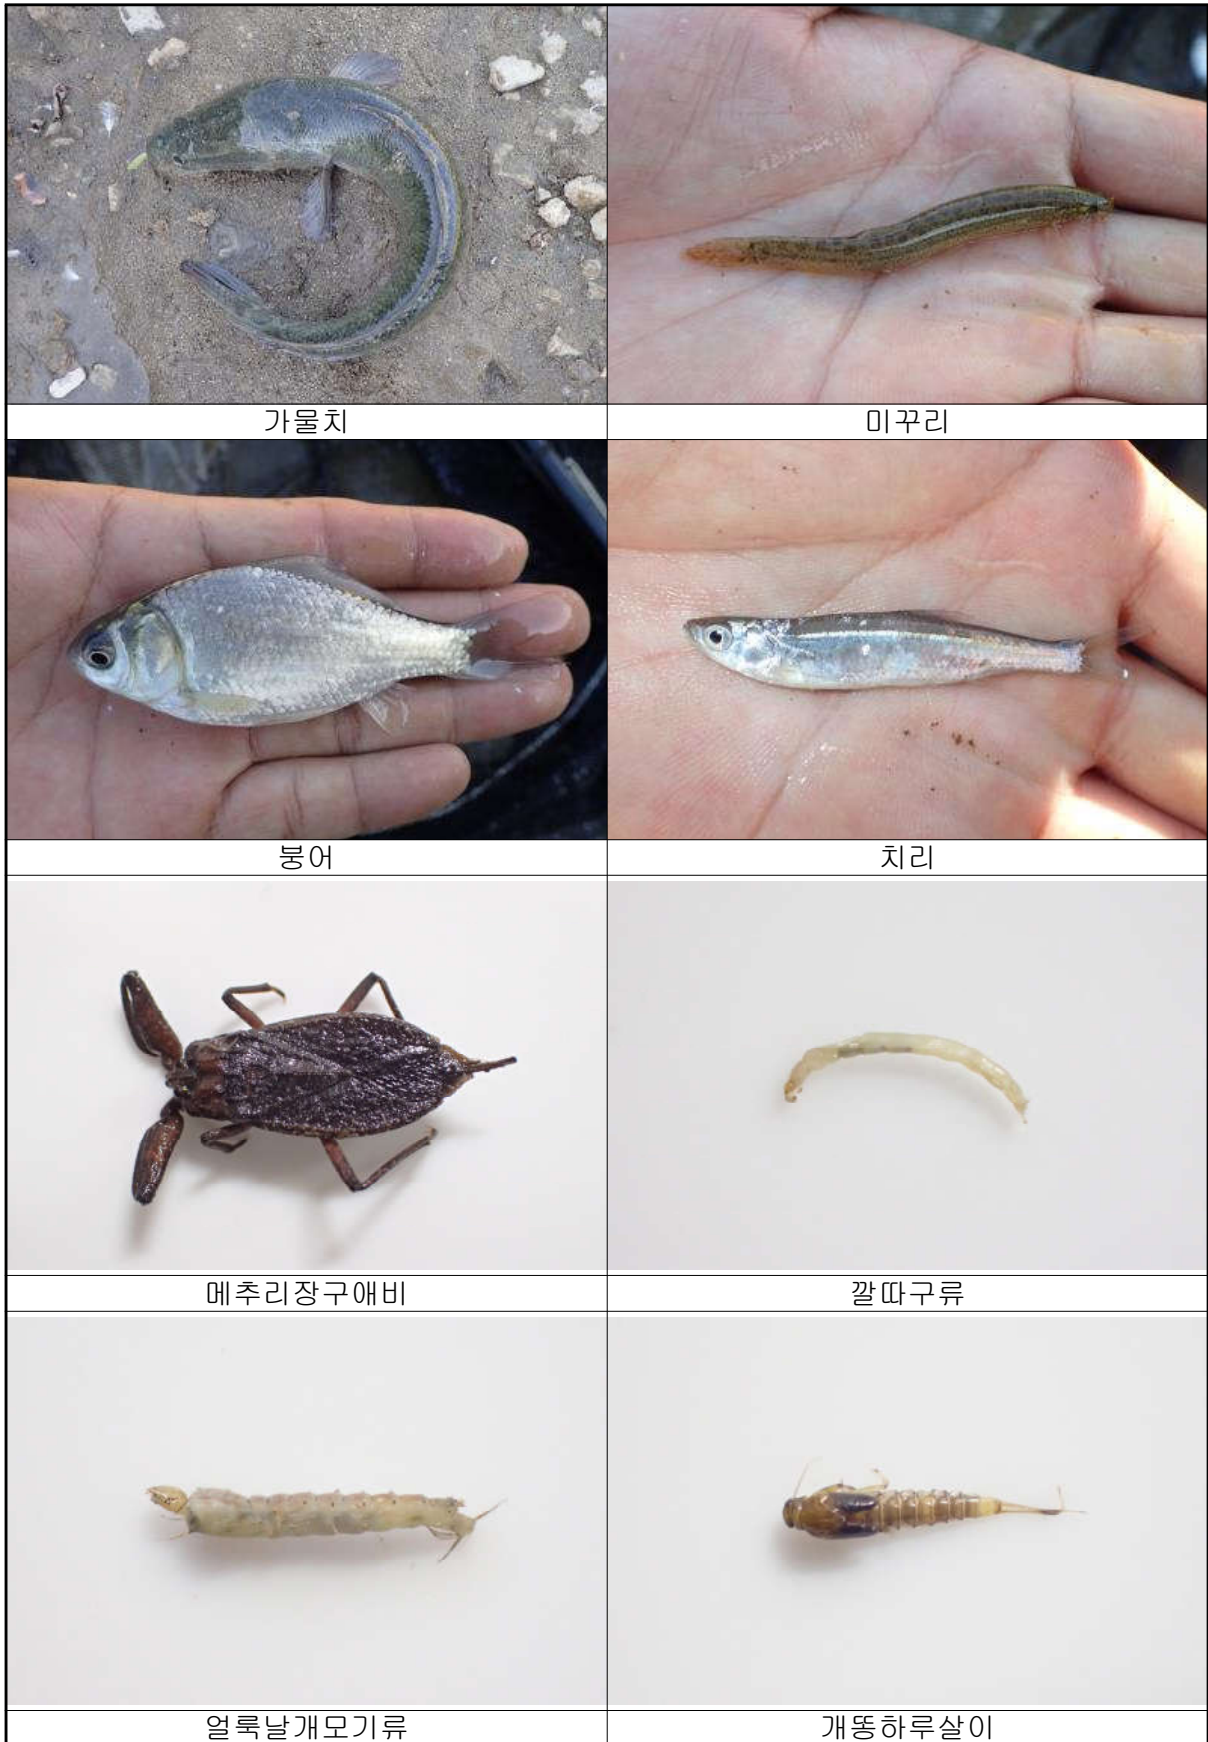 가물치
미꾸리
붕어
치리
메추리장구애비
깔따구류
얼룩날개모기류
개똥하루살이